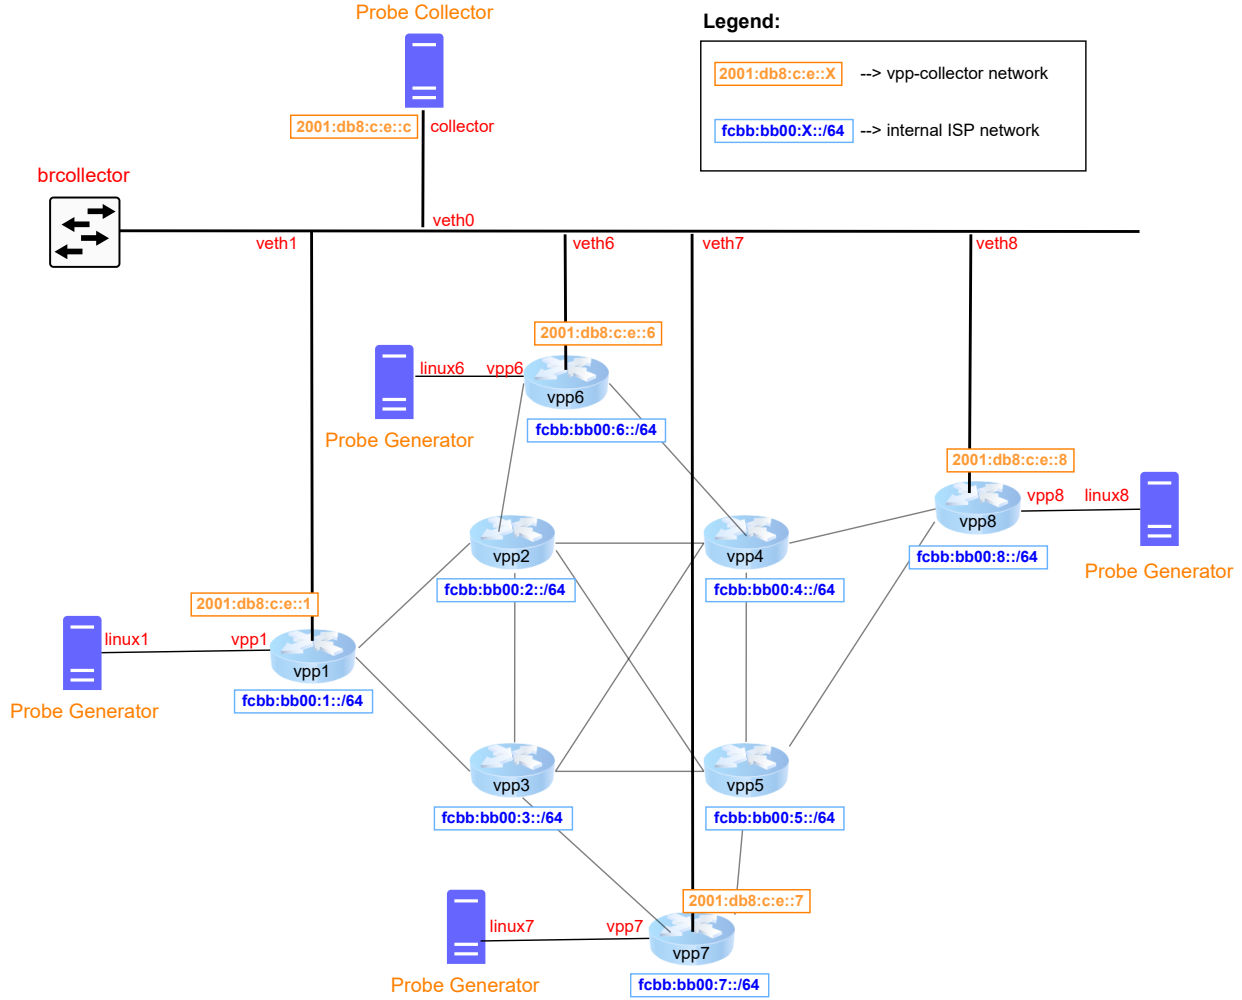 Probe Collector
Legend:
2001:db8:c:e::X --> vpp-collector network
fcbb:bb00:X::/64 --> internal ISP network
2001:db8:c:e::c collector
brcollector
veth0
veth1 veth6 veth7 veth8
2001:db8:c:e::6
linux6 vpp6
vpp6
fcbb:bb00:6::/64
Probe Generator
2001:db8:c:e::8
vpp8 linux8
vpp8
fcbb:bb00:8::/64
Probe Generator
vpp2
fcbb:bb00:2::/64
vpp4
fcbb:bb00:4::/64
2001:db8:c:e::1
linux1 vpp1
vpp1
fcbb:bb00:1::/64
Probe Generator
vpp3
fcbb:bb00:3::/64
vpp5
fcbb:bb00:5::/64
2001:db8:c:e::7
linux7 vpp7
vpp7
fcbb:bb00:7::/64
Probe Generator